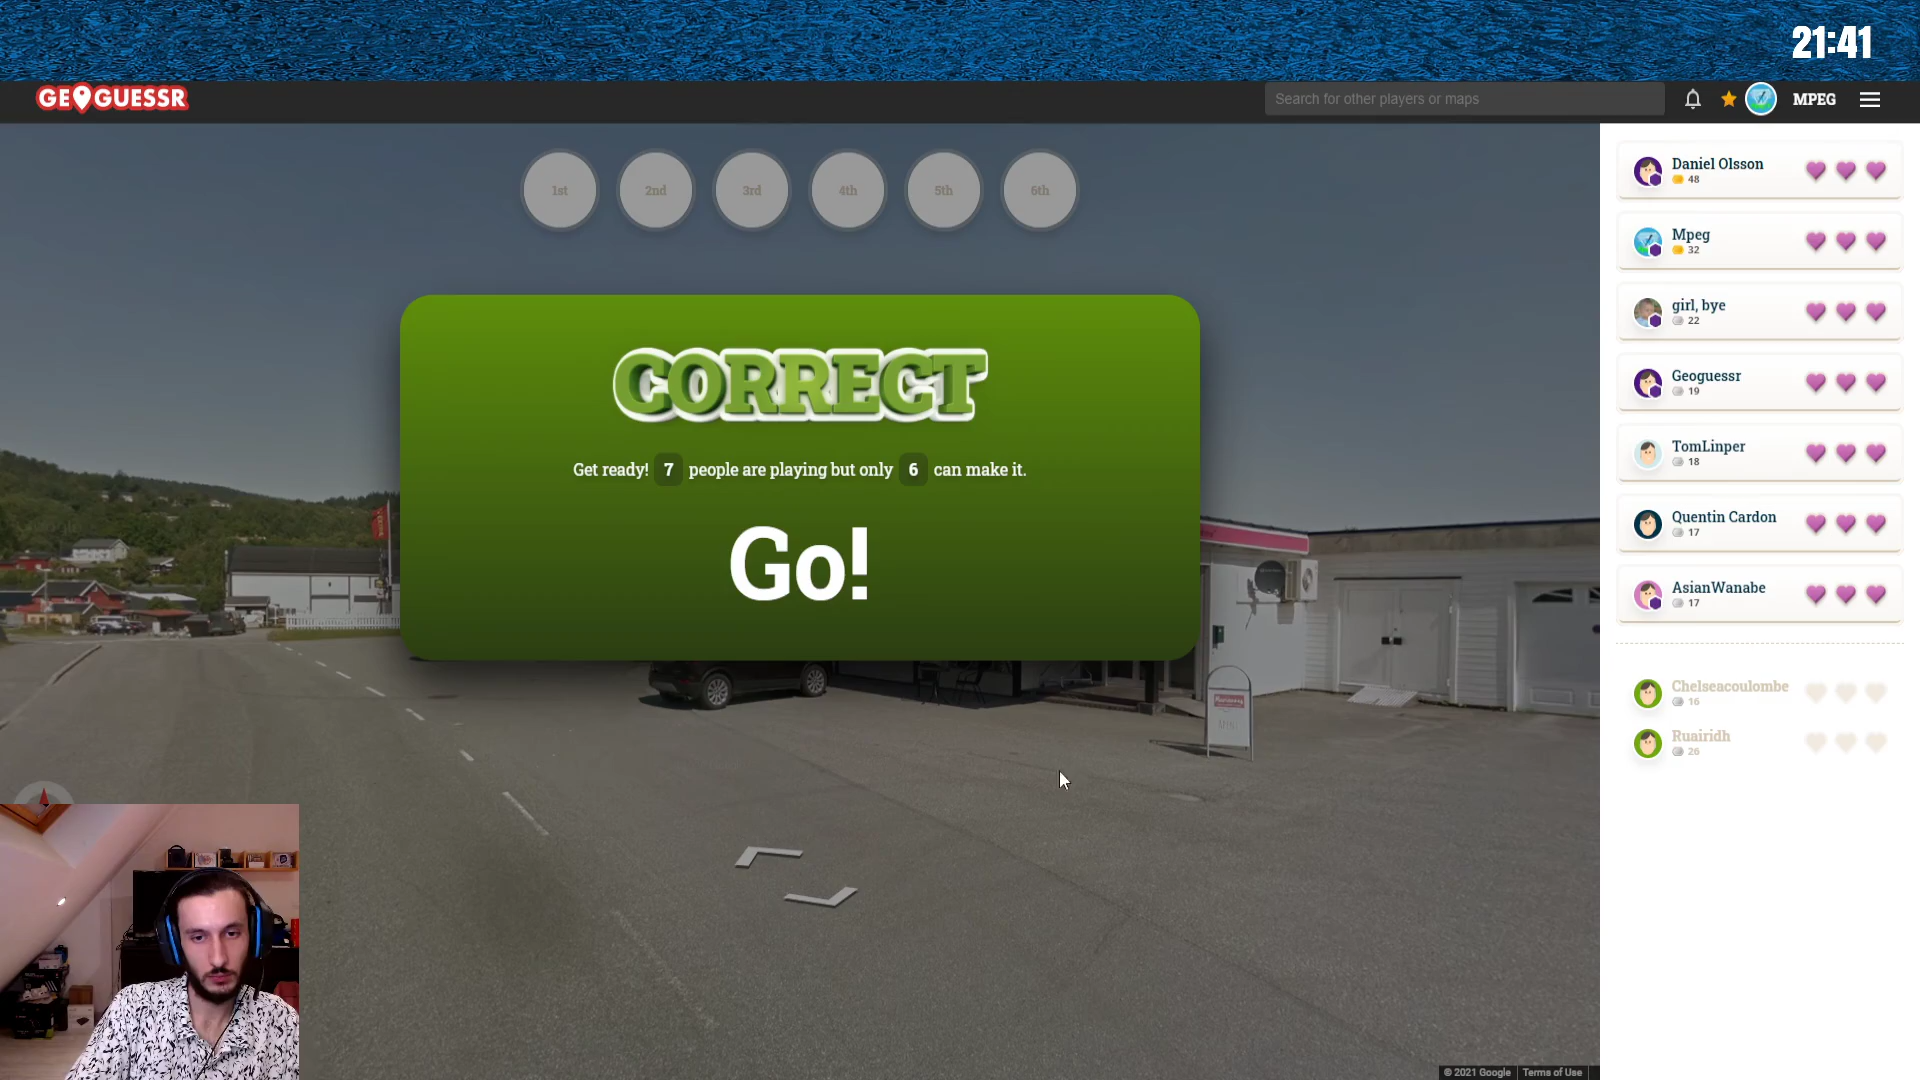 21:41
GEOGUESSR
Search for other players or maps
MPEG
1st
2nd
3rd
4th
5th
6th
CORRECT
Get ready! 7 people are playing but only 6 can make it.
Go!
Daniel Olsson
48
Mpeg
32
girl, bye
22
Geoguessr
19
TomLinper
18
Quentin Cardon
17
AsianWanabe
17
Chelseacoulombe
16
Ruairidh
26
© 2021 Google
Terms of Use